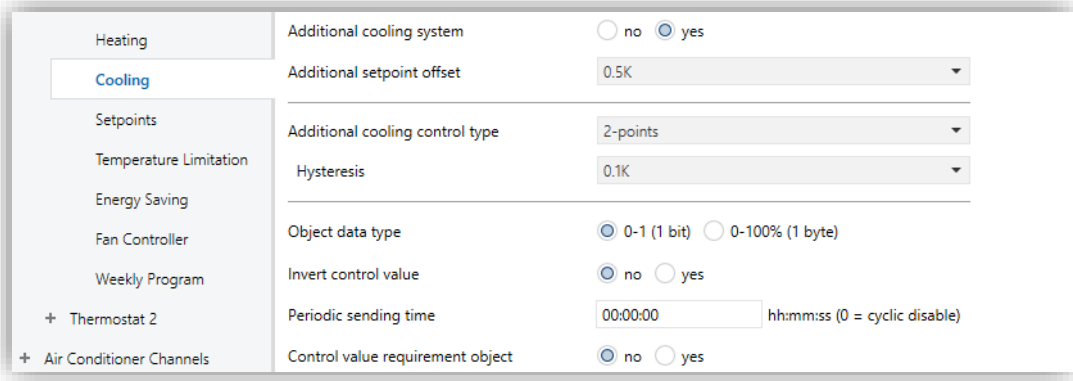 Heating
Cooling
Setpoints
Temperature Limitation
Energy Saving
Fan Controller
Weekly Program
+ Thermostat 2
+ Air Conditioner Channels
Additional cooling system no yes
Additional setpoint offset 0.5K
Additional cooling control type 2-points
Hysteresis 0.1K
Object data type 0-1 (1 bit) 0-100% (1 byte)
Invert control value no yes
Periodic sending time 00:00:00 hh:mm:ss (0 = cyclic disable)
Control value requirement object no yes